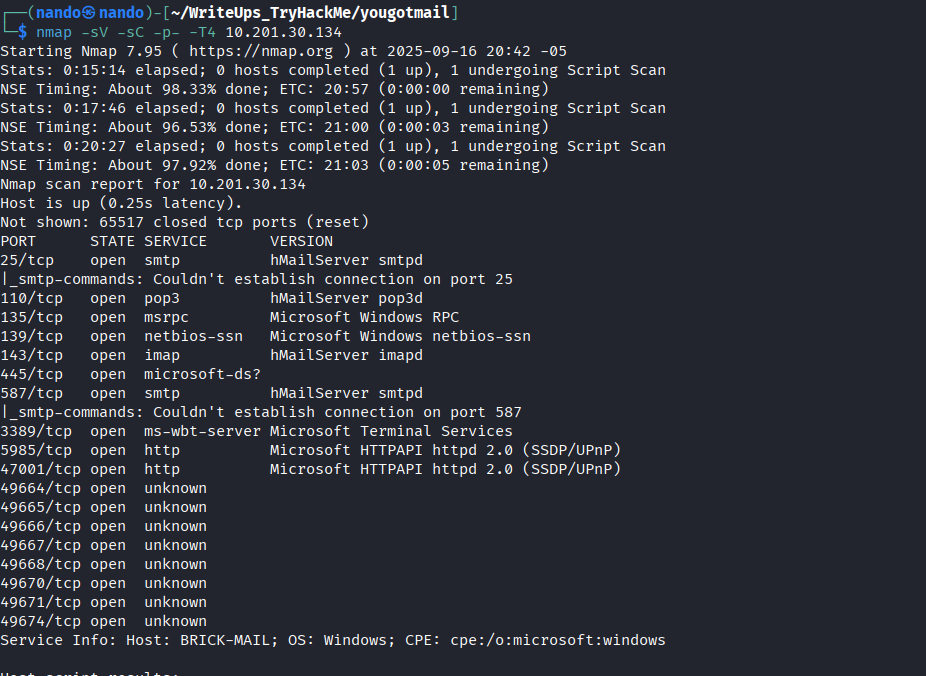 ┌──(nando㉿nando)-[~/WriteUps_TryHackMe/yougotmail]
└─$ nmap -sV -sC -p- -T4 10.201.30.134
Starting Nmap 7.95 ( https://nmap.org ) at 2025-09-16 20:42 -05
Stats: 0:15:14 elapsed; 0 hosts completed (1 up), 1 undergoing Script Scan
NSE Timing: About 98.33% done; ETC: 20:57 (0:00:00 remaining)
Stats: 0:17:46 elapsed; 0 hosts completed (1 up), 1 undergoing Script Scan
NSE Timing: About 96.53% done; ETC: 21:00 (0:00:03 remaining)
Stats: 0:20:27 elapsed; 0 hosts completed (1 up), 1 undergoing Script Scan
NSE Timing: About 97.92% done; ETC: 21:03 (0:00:05 remaining)
Nmap scan report for 10.201.30.134
Host is up (0.25s latency).
Not shown: 65517 closed tcp ports (reset)
PORT      STATE SERVICE       VERSION
25/tcp    open  smtp          hMailServer smtpd
|_smtp-commands: Couldn't establish connection on port 25
110/tcp   open  pop3          hMailServer pop3d
135/tcp   open  msrpc         Microsoft Windows RPC
139/tcp   open  netbios-ssn   Microsoft Windows netbios-ssn
143/tcp   open  imap          hMailServer imapd
445/tcp   open  microsoft-ds?
587/tcp   open  smtp          hMailServer smtpd
|_smtp-commands: Couldn't establish connection on port 587
3389/tcp  open  ms-wbt-server Microsoft Terminal Services
5985/tcp  open  http          Microsoft HTTPAPI httpd 2.0 (SSDP/UPnP)
47001/tcp open  http          Microsoft HTTPAPI httpd 2.0 (SSDP/UPnP)
49664/tcp open  unknown
49665/tcp open  unknown
49666/tcp open  unknown
49667/tcp open  unknown
49668/tcp open  unknown
49670/tcp open  unknown
49671/tcp open  unknown
49674/tcp open  unknown
Service Info: Host: BRICK-MAIL; OS: Windows; CPE: cpe:/o:microsoft:windows
Host script results: